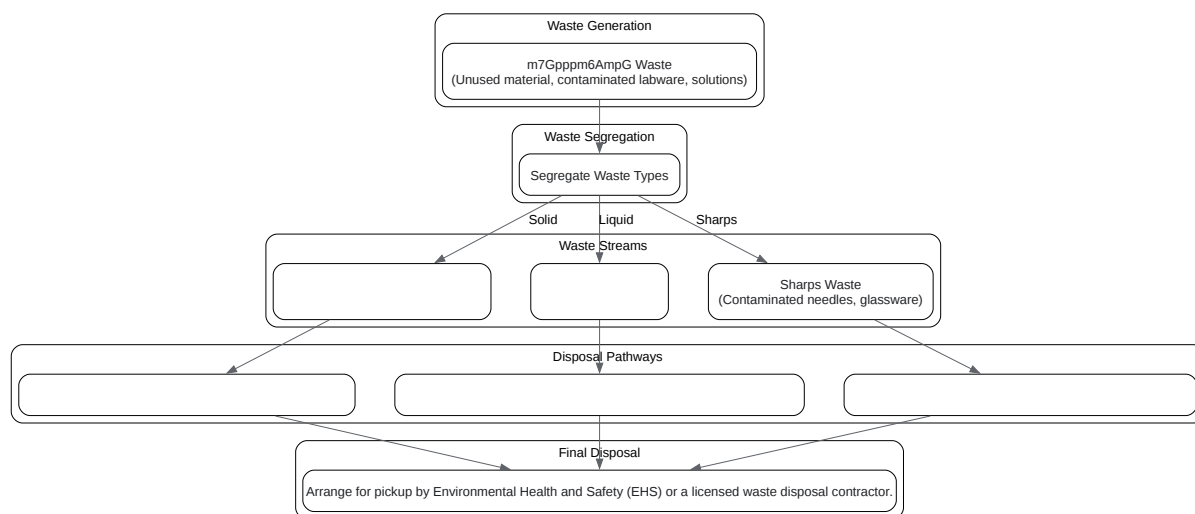 Waste Generation
m7Gpppm6AmpG Waste
(Unused material, contaminated labware, solutions)
Waste Segregation
Segregate Waste Types
Solid
Liquid
Sharps
Waste Streams
Sharps Waste
(Contaminated needles, glassware)
Disposal Pathways
Final Disposal
Arrange for pickup by Environmental Health and Safety (EHS) or a licensed waste disposal contractor.